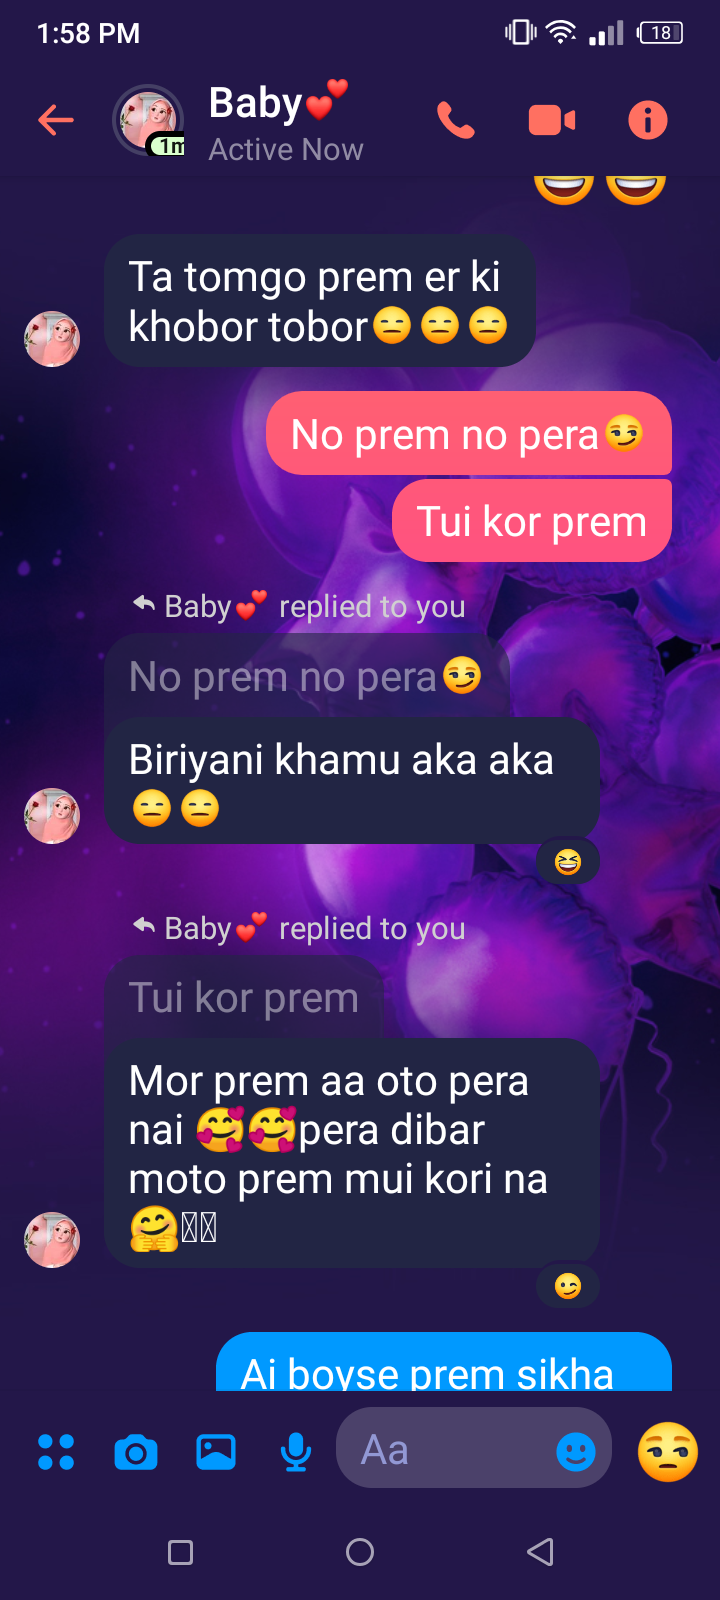 1:58 PM
18
Baby💕
1m
Active Now
Ta tomgo prem er ki
khobor tobor😑😑😑
No prem no pera😏
Tui kor prem
Baby💕 replied to you
No prem no pera😏
Biriyani khamu aka aka
😑😑
Baby💕 replied to you
Tui kor prem
Mor prem aa oto pera
nai 🥰🥰pera dibar
moto prem mui kori na
🤗
Ai boyse prem sikha
Aa